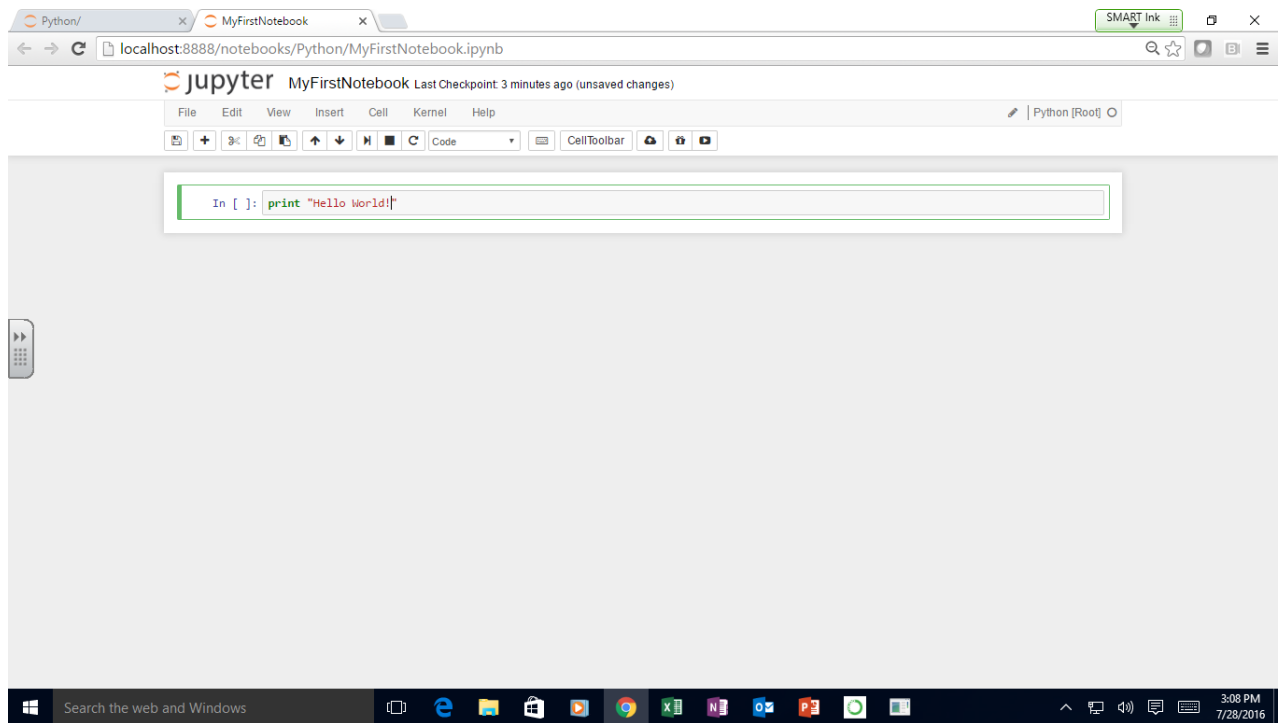 Python/ MyFirstNotebook SMART Ink
localhost:8888/notebooks/Python/MyFirstNotebook.ipynb
jupyter MyFirstNotebook Last Checkpoint: 3 minutes ago (unsaved changes)
File Edit View Insert Cell Kernel Help Python [Root]
Code CellToolbar
In [ ]: print "Hello World!"
Search the web and Windows 3:08 PM
7/28/2016